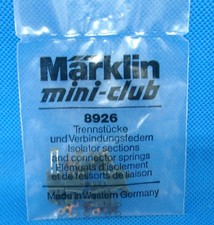 Märklin
mini-club
8926
Trennstücke
und Verbindungsfedern
Isolator sections
and connector springs
Eléments d'isolement
et de ressorts de liaison
Made in Western Germany